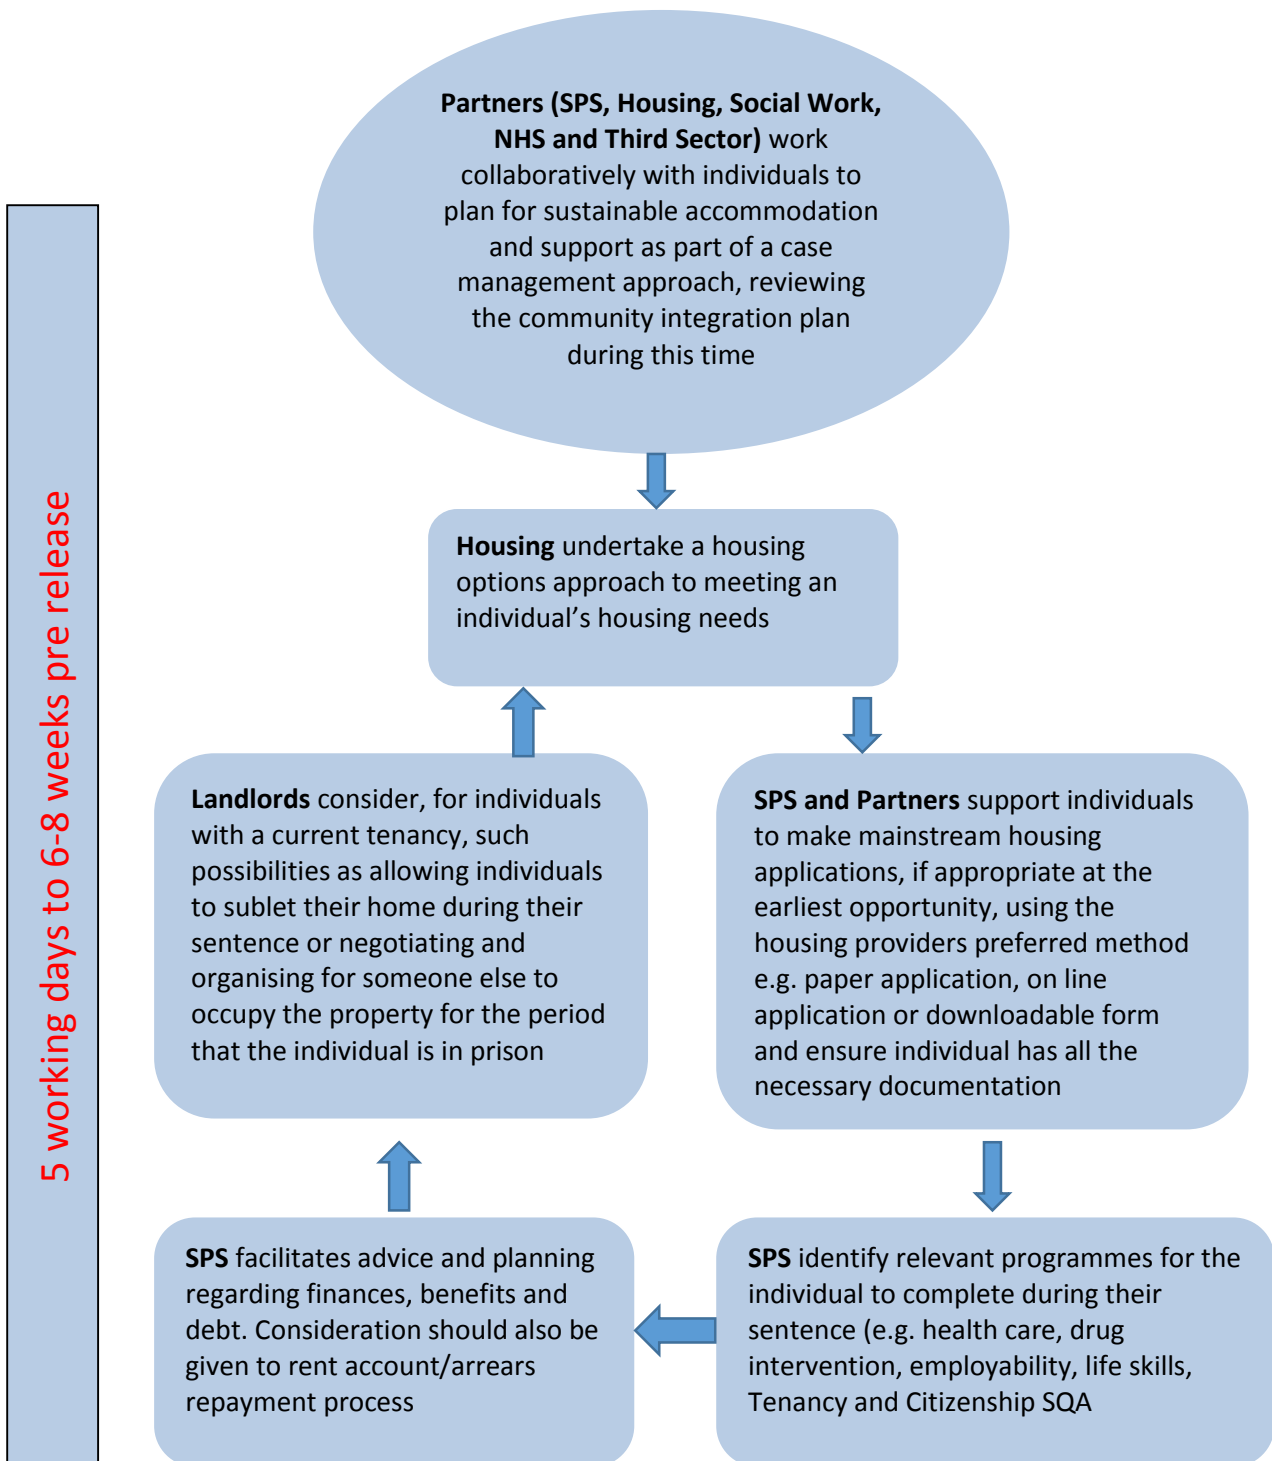 Partners (SPS, Housing, Social Work,
NHS and Third Sector) work
collaboratively with individuals to
plan for sustainable accommodation
and support as part of a case
management approach, reviewing
the community integration plan
during this time
5 working days to 6-8 weeks pre release
Housing undertake a housing
options approach to meeting an
individual’s housing needs
Landlords consider, for individuals
with a current tenancy, such
possibilities as allowing individuals
to sublet their home during their
sentence or negotiating and
organising for someone else to
occupy the property for the period
that the individual is in prison
SPS and Partners support individuals
to make mainstream housing
applications, if appropriate at the
earliest opportunity, using the
housing providers preferred method
e.g. paper application, on line
application or downloadable form
and ensure individual has all the
necessary documentation
SPS facilitates advice and planning
regarding finances, benefits and
debt. Consideration should also be
given to rent account/arrears
repayment process
SPS identify relevant programmes for the
individual to complete during their
sentence (e.g. health care, drug
intervention, employability, life skills,
Tenancy and Citizenship SQA